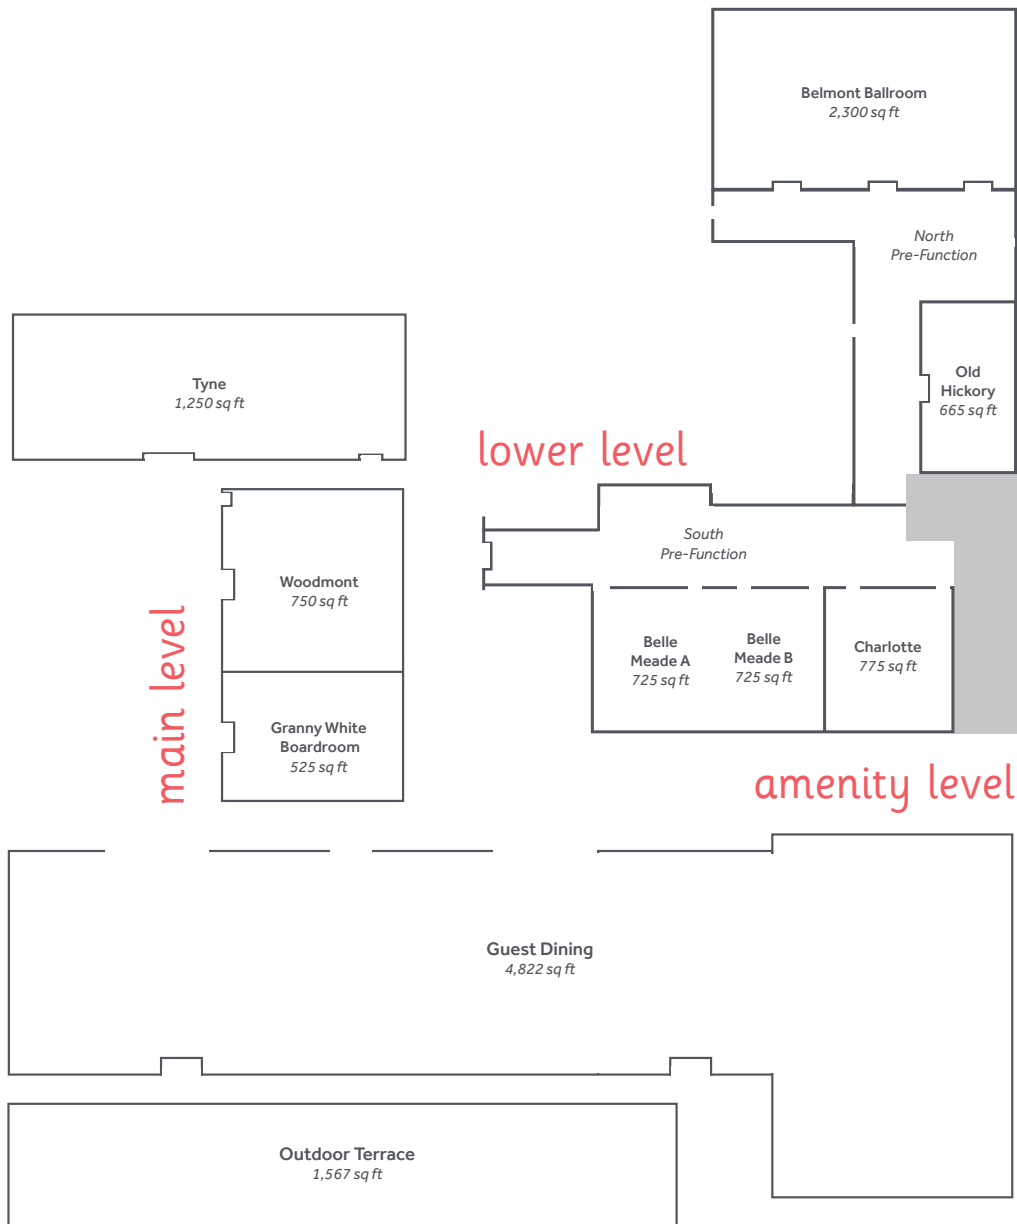 Belmont Ballroom
2,300 sq ft
North
Pre-Function
Old
Hickory
665 sq ft
Tyne
1,250 sq ft
lower level
South
Pre-Function
Woodmont
750 sq ft
main level
Granny White
Boardroom
525 sq ft
Belle
Meade A
725 sq ft
Belle
Meade B
725 sq ft
Charlotte
775 sq ft
amenity level
Guest Dining
4,822 sq ft
Outdoor Terrace
1,567 sq ft